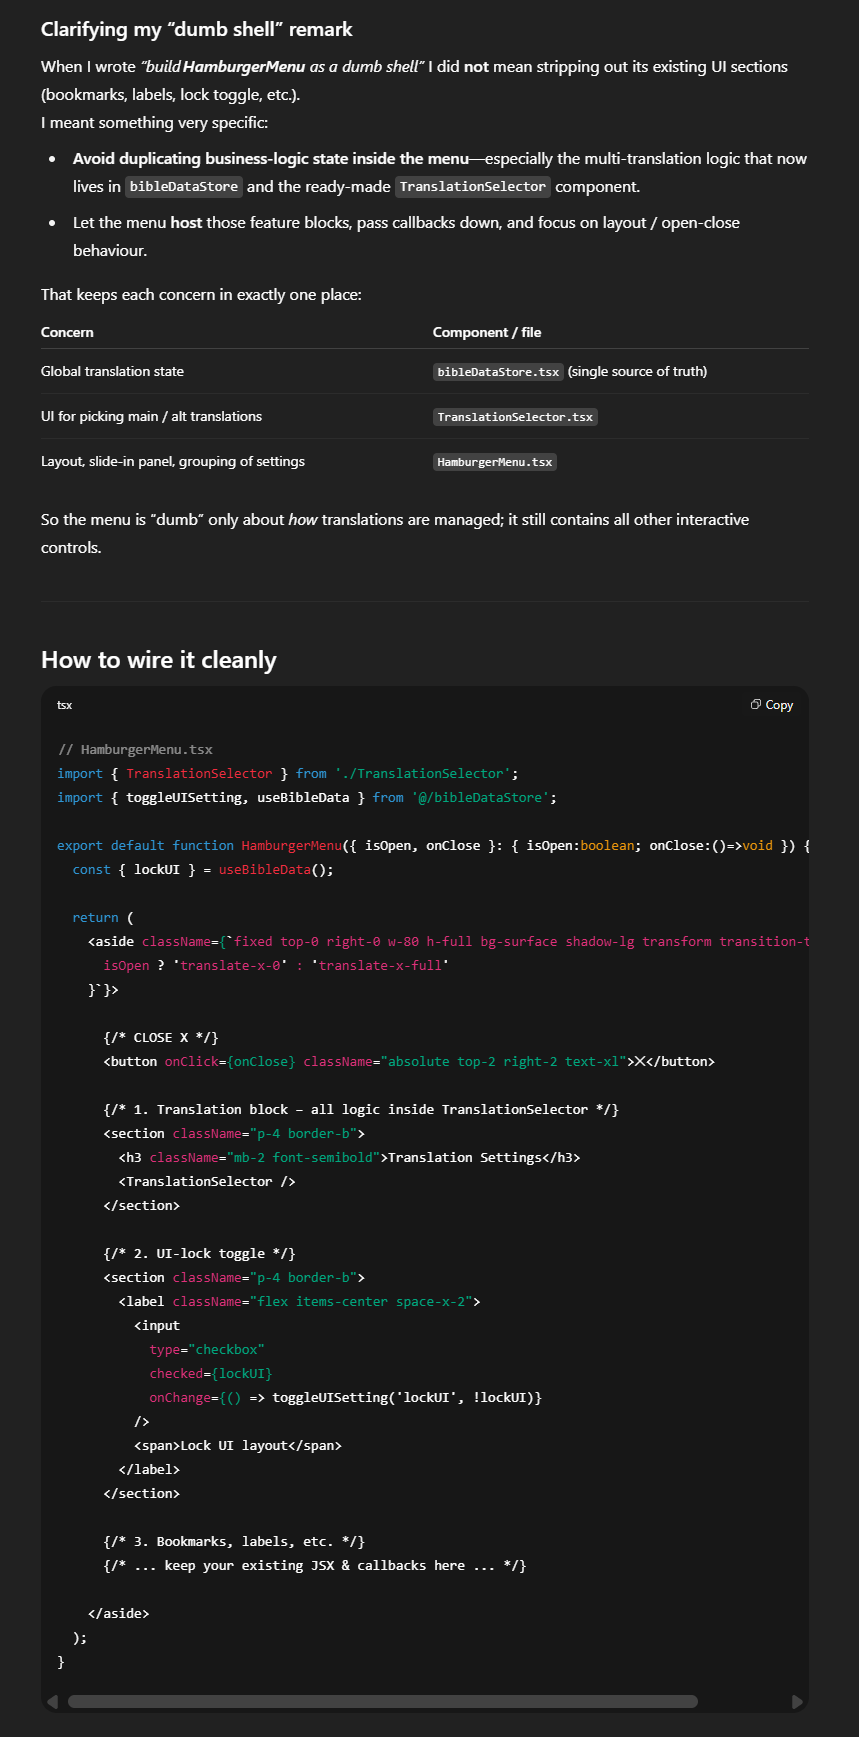 Clarifying my “dumb shell” remark
When I wrote “build HamburgerMenu as a dumb shell” I did not mean stripping out its existing UI sections
(bookmarks, labels, lock toggle, etc.).
I meant something very specific:
• Avoid duplicating business-logic state inside the menu—especially the multi-translation logic that now
lives in bibleDataStore and the ready-made TranslationSelector component.
• Let the menu host those feature blocks, pass callbacks down, and focus on layout / open-close
behaviour.
That keeps each concern in exactly one place:
Concern Component / file
Global translation state bibleDataStore.tsx (single source of truth)
UI for picking main / alt translations TranslationSelector.tsx
Layout, slide-in panel, grouping of settings HamburgerMenu.tsx
So the menu is “dumb” only about how translations are managed; it still contains all other interactive
controls.
How to wire it cleanly
tsx Copy
// HamburgerMenu.tsx
import { TranslationSelector } from './TranslationSelector';
import { toggleUISetting, useBibleData } from '@/bibleDataStore';
export default function HamburgerMenu({ isOpen, onClose }: { isOpen:boolean; onClose:()=>void }) {
const { lockUI } = useBibleData();
return (
<aside className={`fixed top-0 right-0 w-80 h-full bg-surface shadow-lg transform transition-t
isOpen ? 'translate-x-0' : 'translate-x-full'
}`}>
{/* CLOSE X */}
<button onClick={onClose} className="absolute top-2 right-2 text-xl">✕</button>
{/* 1. Translation block – all logic inside TranslationSelector */}
<section className="p-4 border-b">
<h3 className="mb-2 font-semibold">Translation Settings</h3>
<TranslationSelector />
</section>
{/* 2. UI-lock toggle */}
<section className="p-4 border-b">
<label className="flex items-center space-x-2">
<input
type="checkbox"
checked={lockUI}
onChange={() => toggleUISetting('lockUI', !lockUI)}
/>
<span>Lock UI layout</span>
</label>
</section>
{/* 3. Bookmarks, labels, etc. */}
{/* ... keep your existing JSX & callbacks here ... */}
</aside>
);
}